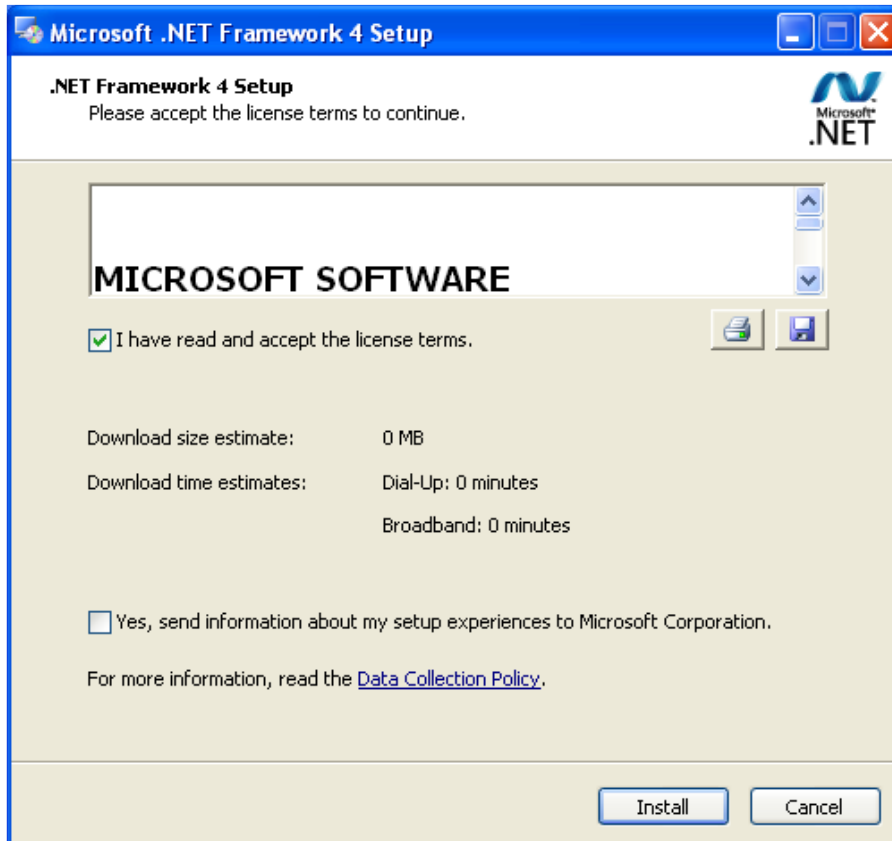 Microsoft .NET Framework 4 Setup
.NET Framework 4 Setup
Please accept the license terms to continue.
Microsoft®
.NET
MICROSOFT SOFTWARE
I have read and accept the license terms.
Download size estimate: 0 MB
Download time estimates: Dial-Up: 0 minutes
Broadband: 0 minutes
Yes, send information about my setup experiences to Microsoft Corporation.
For more information, read the Data Collection Policy.
Install Cancel